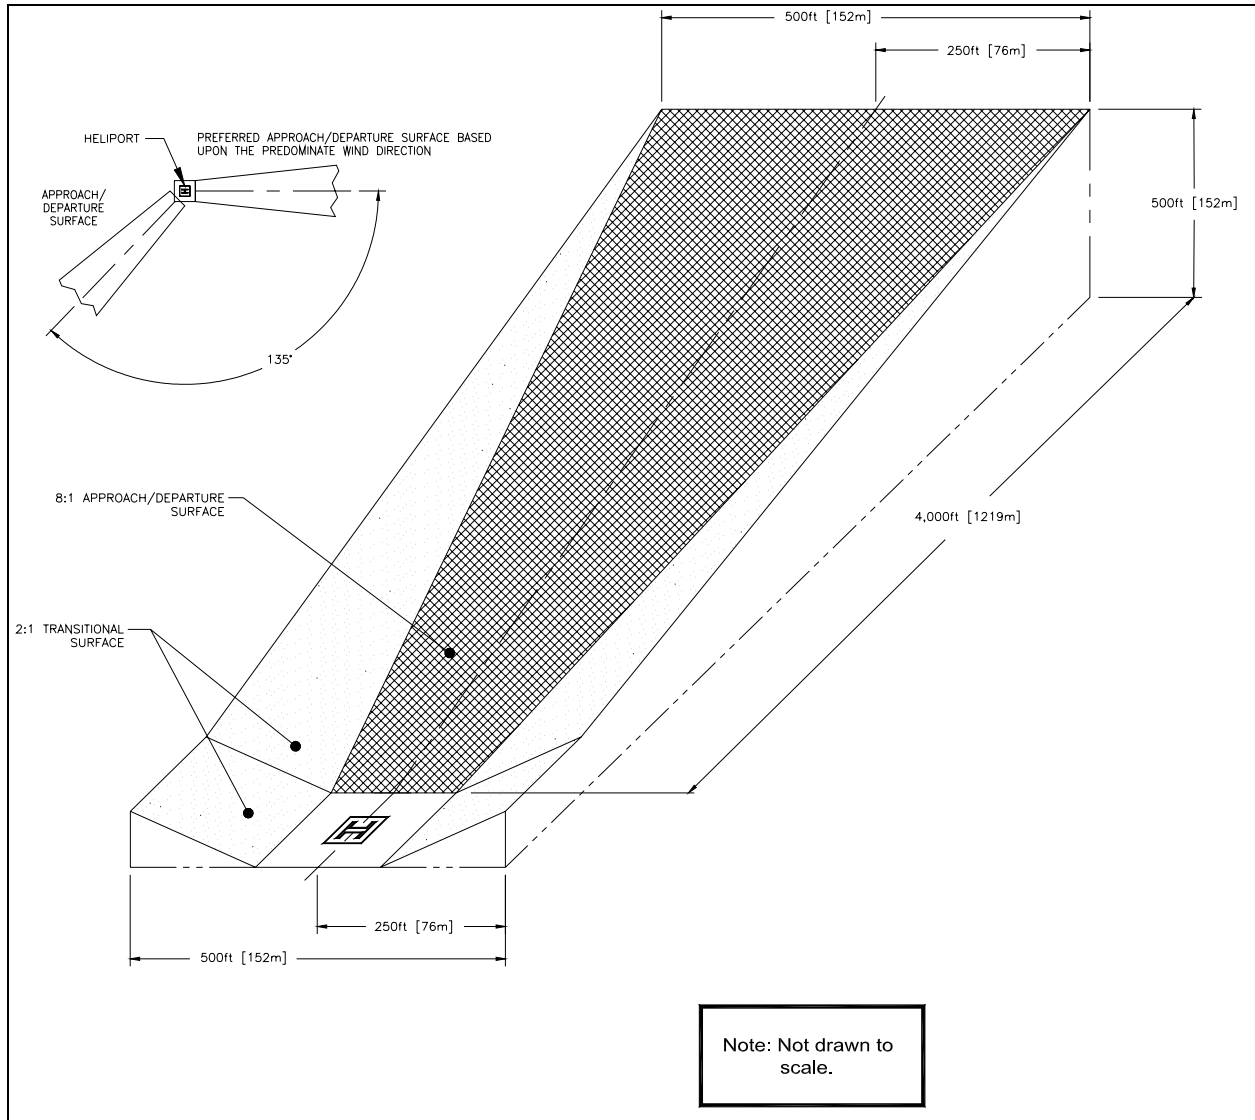 500ft [152m]
250ft [76m]
HELIPORT
PREFERRED APPROACH/DEPARTURE SURFACE BASED
UPON THE PREDOMINATE WIND DIRECTION
APPROACH/
DEPARTURE
SURFACE
H
500ft [152m]
135°
8:1 APPROACH/DEPARTURE
SURFACE
4,000ft [1219m]
2:1 TRANSITIONAL
SURFACE
H
250ft [76m]
500ft [152m]
Note: Not drawn to
scale.